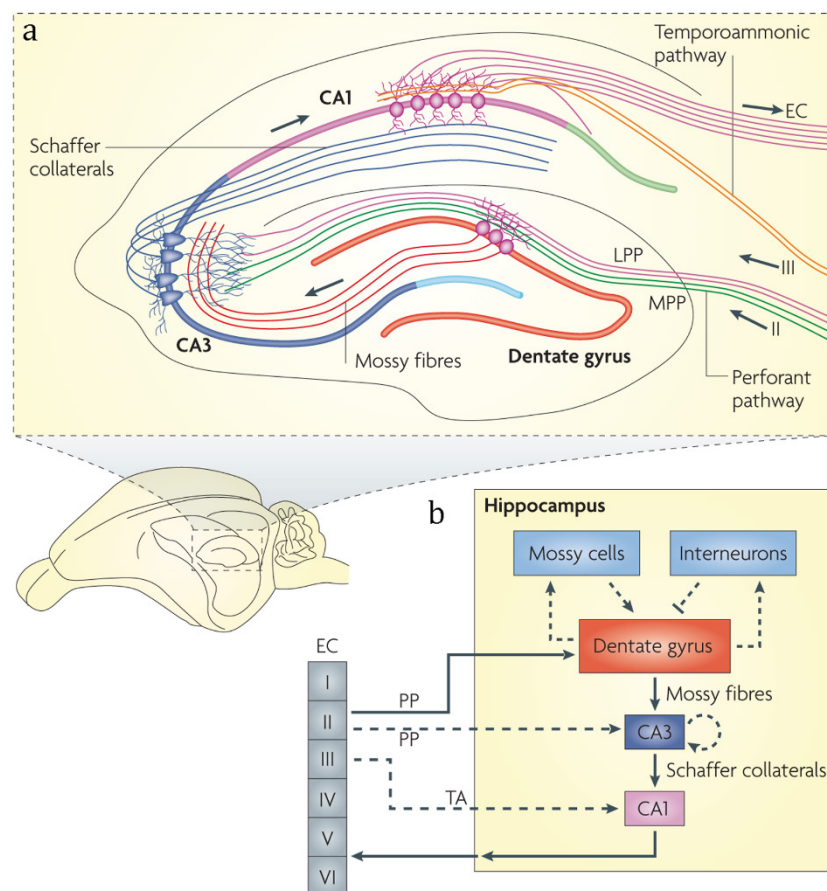 a
Temporoammonic
pathway
CA1
EC
Schaffer
collaterals
III
LPP
MPP
II
CA3
Mossy fibres
Dentate gyrus
Perforant
pathway
b
Hippocampus
Mossy cells
Interneurons
EC
Dentate gyrus
I
PP
Mossy fibres
II
PP
CA3
III
Schaffer collaterals
IV
TA
CA1
V
VI